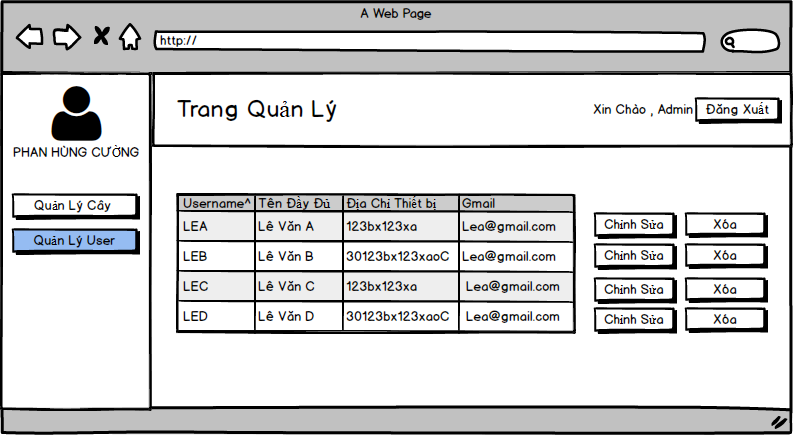 A Web Page
http://
PHAN HÙNG CƯỜNG
Quản Lý Cây
Quản Lý User
Trang Quản Lý
Xin Chào , Admin Đăng Xuất
Username^ Tên Đầy Đủ Địa Chỉ Thiết bị Gmail
LEA Lê Văn A 123bx123xa Lea@gmail.com Chỉnh Sửa Xóa
LEB Lê Văn B 30123bx123xaoC Lea@gmail.com Chỉnh Sửa Xóa
LEC Lê Văn C 123bx123xa Lea@gmail.com Chỉnh Sửa Xóa
LED Lê Văn D 30123bx123xaoC Lea@gmail.com Chỉnh Sửa Xóa